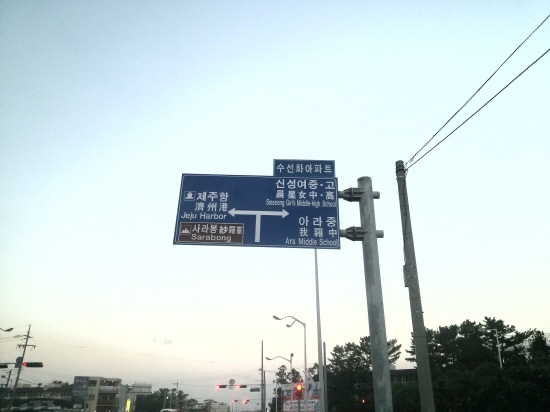 수선화아파트
제주항
濟州港
Jeju Harbor
사라봉 紗羅峯
Sarabong
신성여중·고
晨星女中·高
Sinseong Girl's Middle·High School
아라중
我羅中
Ara Middle School